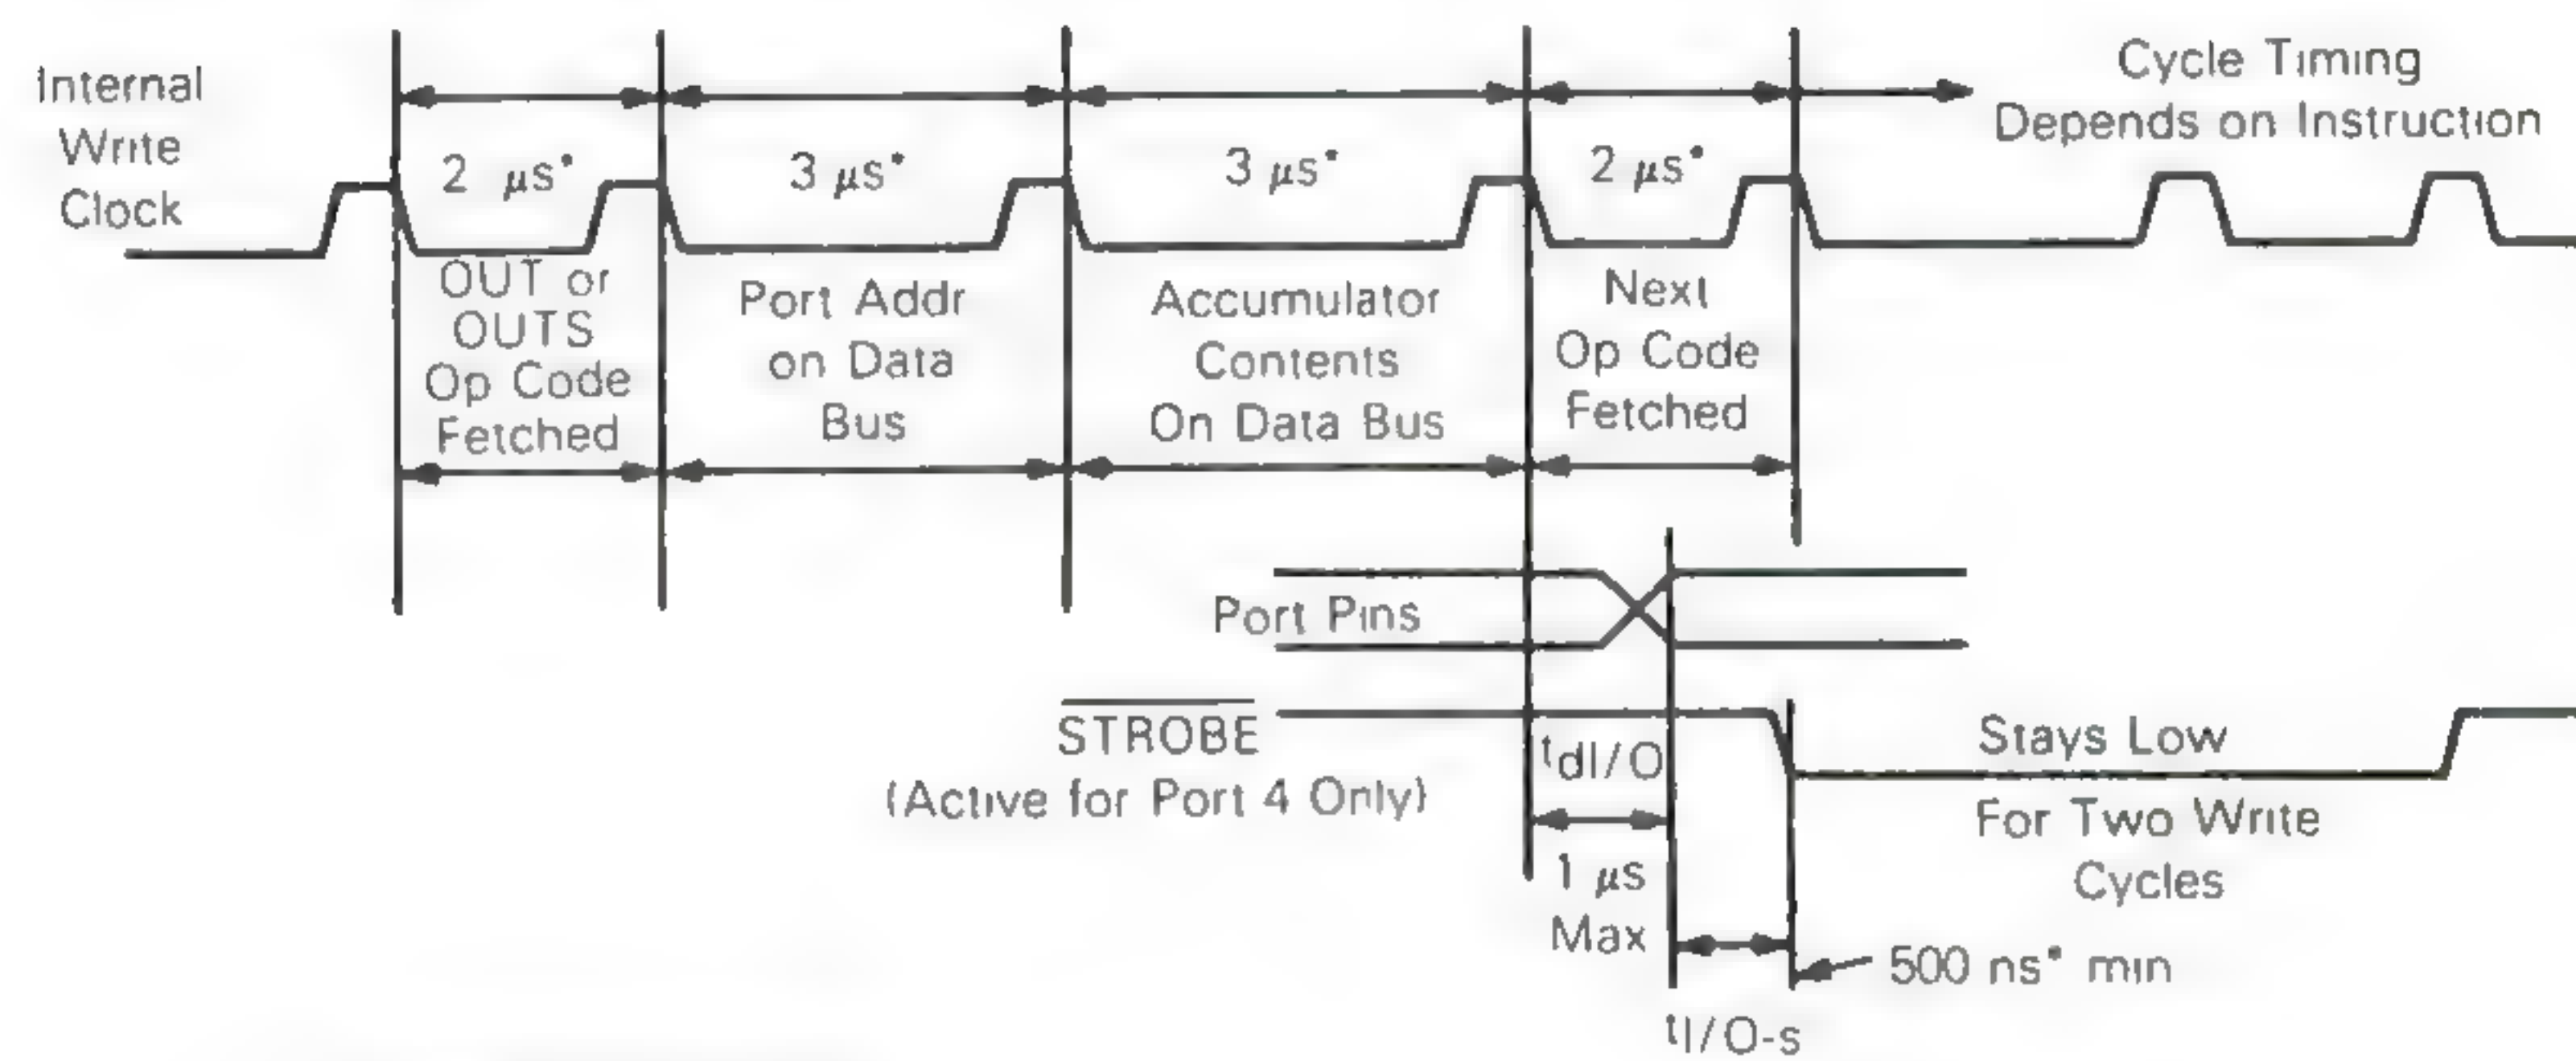 Internal
Write
Clock
2 μs*
3 μs*
3 μs*
2 μs*
Cycle Timing
Depends on Instruction
OUT or
OUTS
Op Code
Fetched
Port Addr
on Data
Bus
Accumulator
Contents
On Data Bus
Next
Op Code
Fetched
Port Pins
STROBE
(Active for Port 4 Only)
tdI/O
1 μs
Max
Stays Low
For Two Write
Cycles
500 ns* min
tI/O-s